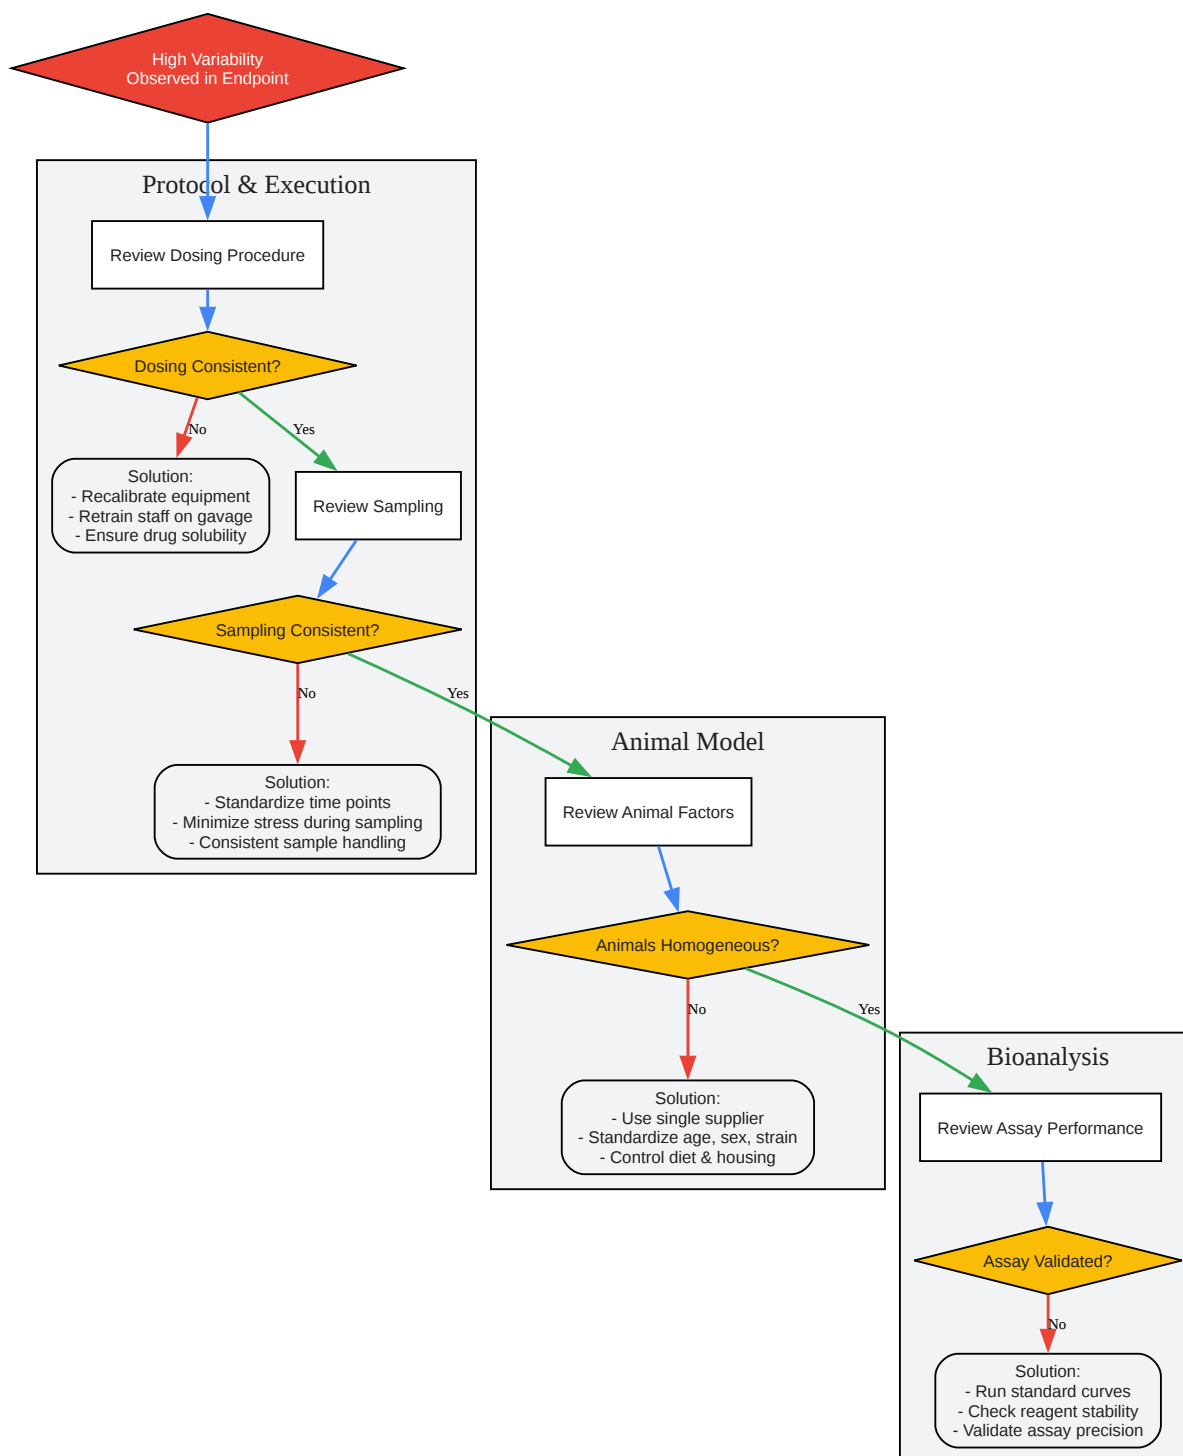 High Variability
Observed in Endpoint
Protocol & Execution
Review Dosing Procedure
Dosing Consistent?
No
Yes
Solution:
- Recalibrate equipment
- Retrain staff on gavage
- Ensure drug solubility
Review Sampling
Sampling Consistent?
No
Yes
Solution:
- Standardize time points
- Minimize stress during sampling
- Consistent sample handling
Animal Model
Review Animal Factors
Animals Homogeneous?
No
Yes
Solution:
- Use single supplier
- Standardize age, sex, strain
- Control diet & housing
Bioanalysis
Review Assay Performance
Assay Validated?
No
Solution:
- Run standard curves
- Check reagent stability
- Validate assay precision